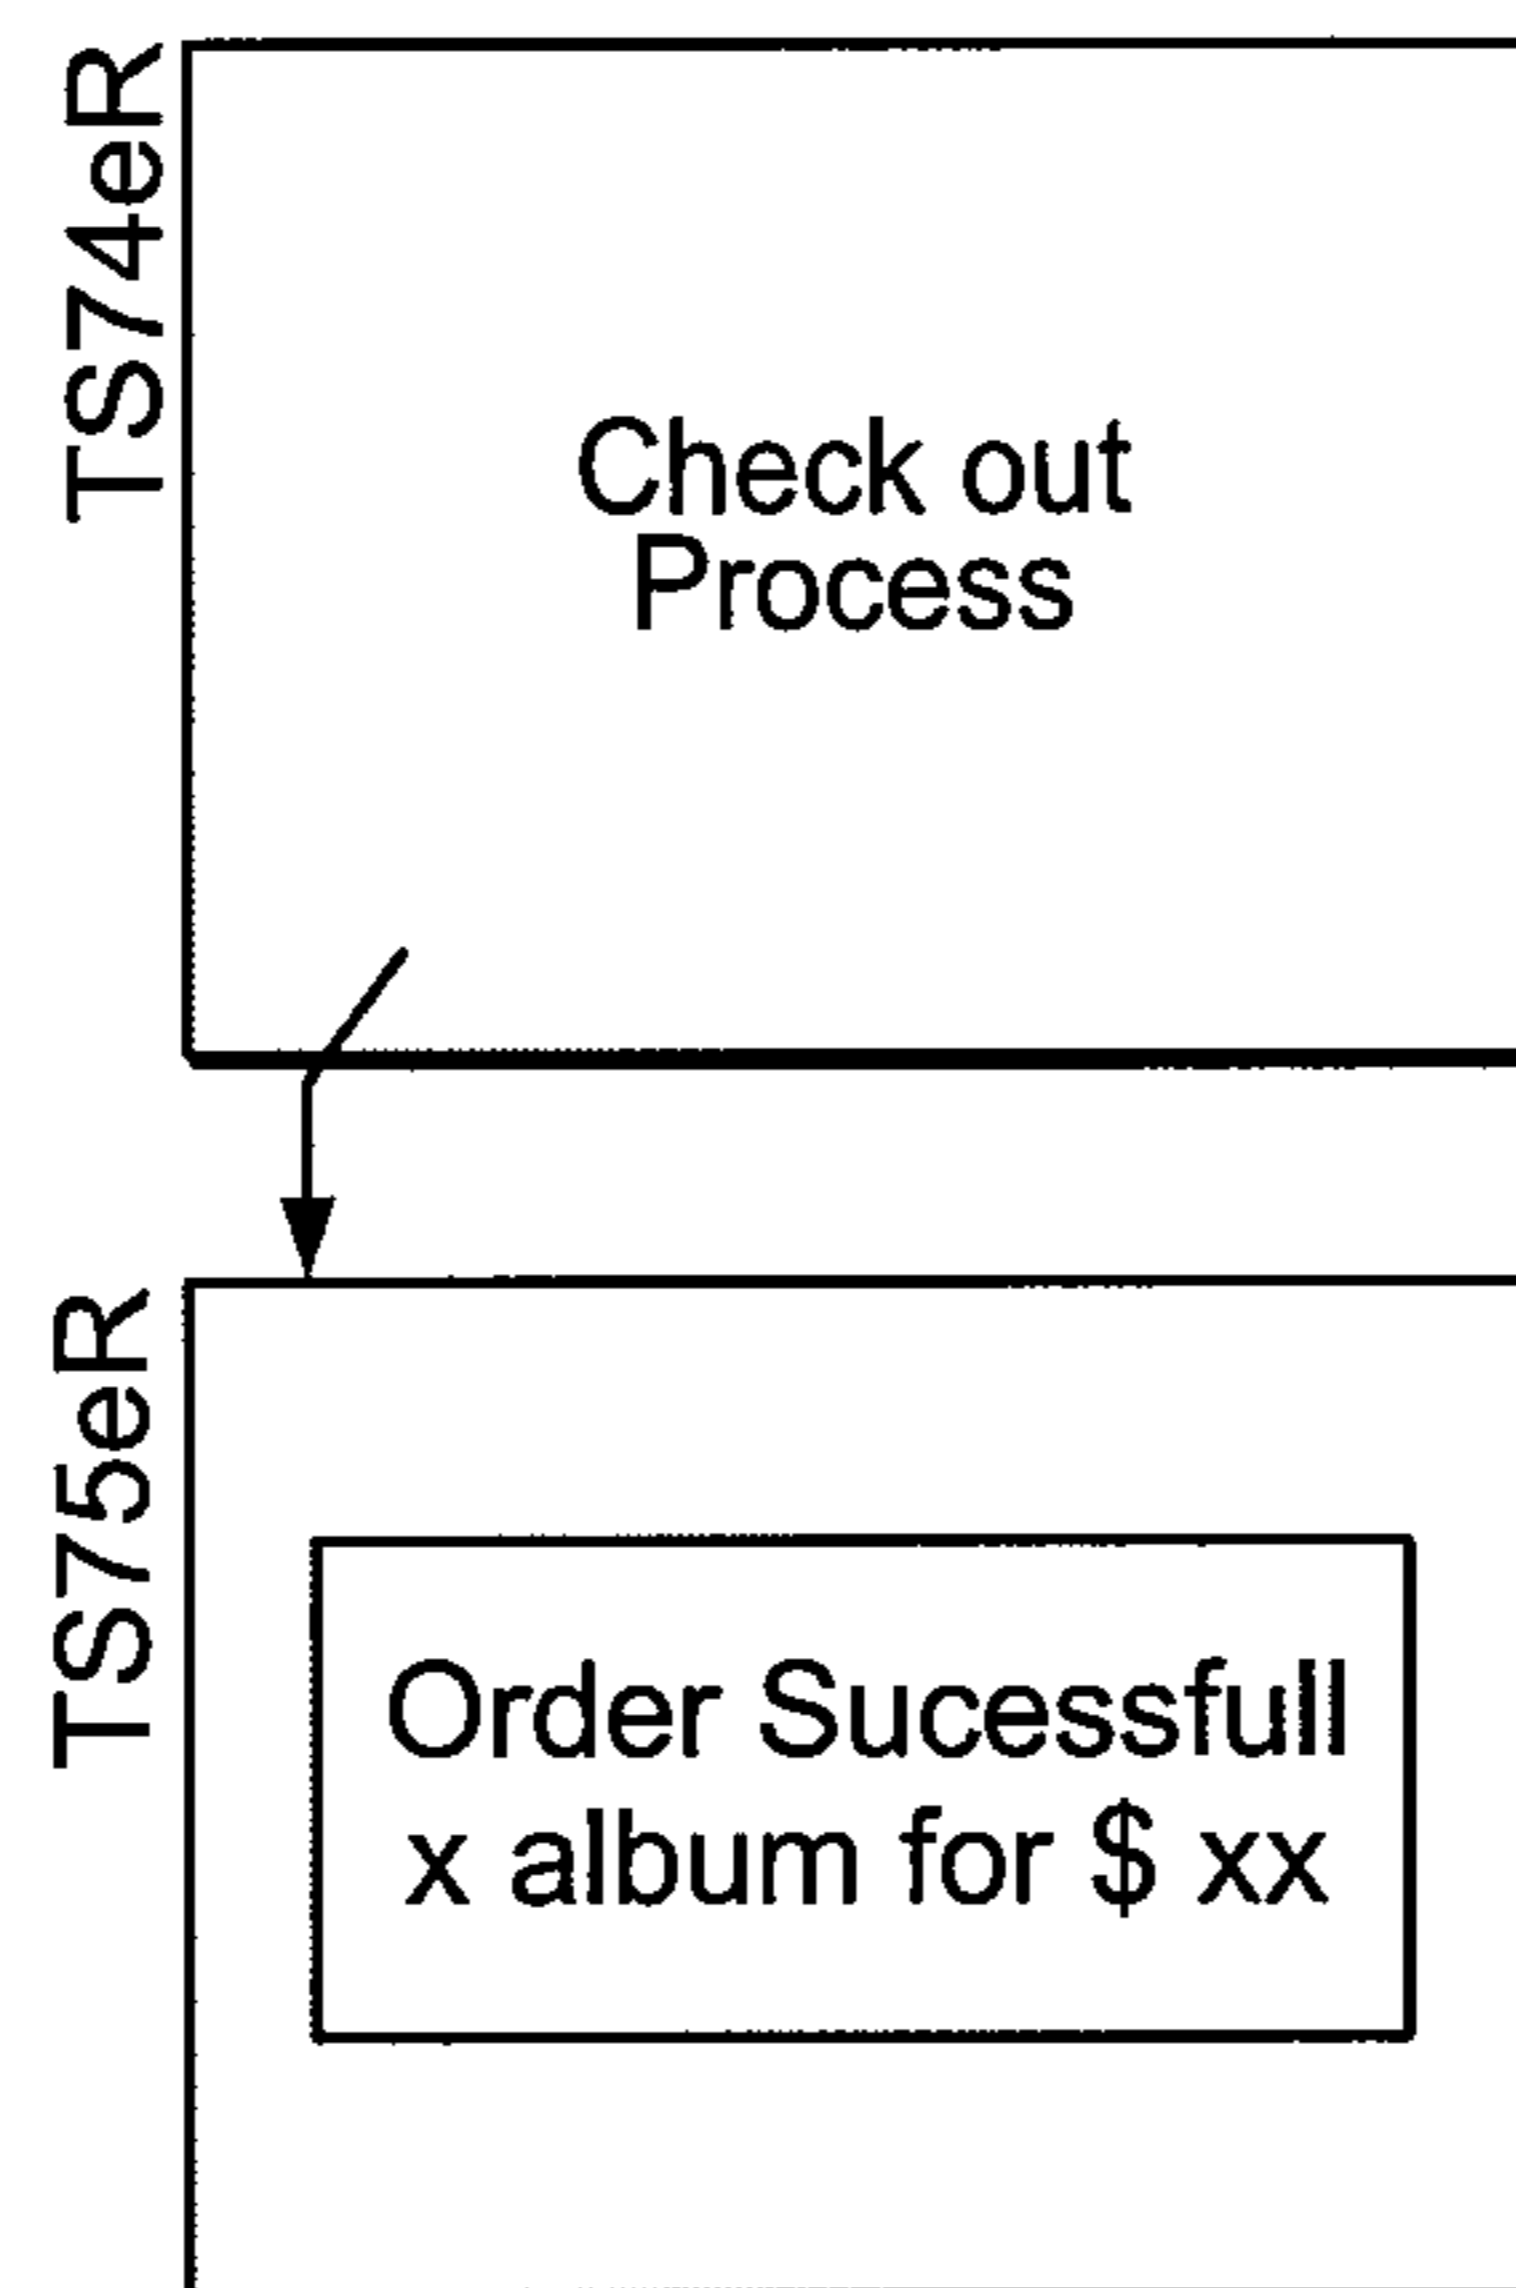 TS74eR
Check out
Process
TS75eR
Order Sucessfull
x album for $ xx